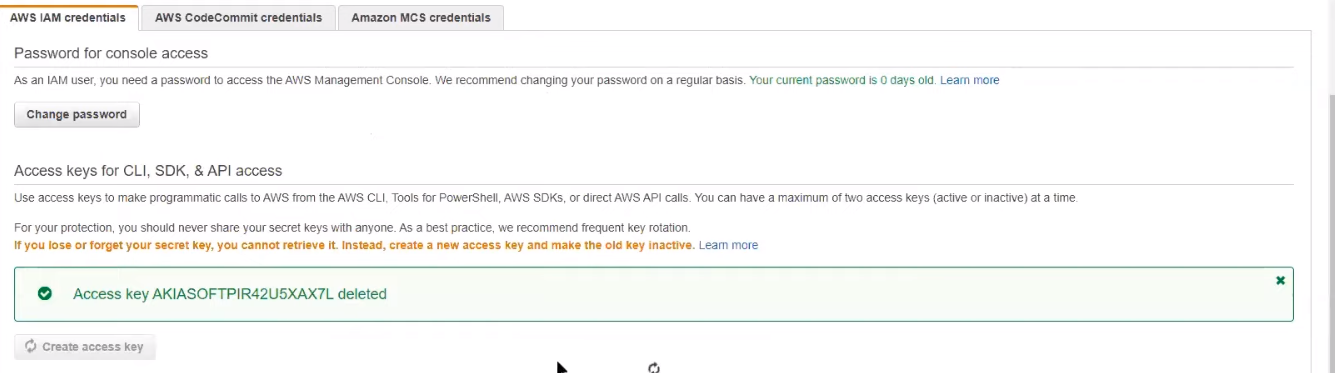 AWS IAM credentials
AWS CodeCommit credentials
Amazon MCS credentials
Password for console access
As an IAM user, you need a password to access the AWS Management Console. We recommend changing your password on a regular basis. Your current password is 0 days old. Learn more
Change password
Access keys for CLI, SDK, & API access
Use access keys to make programmatic calls to AWS from the AWS CLI, Tools for PowerShell, AWS SDKs, or direct AWS API calls. You can have a maximum of two access keys (active or inactive) at a time.
For your protection, you should never share your secret keys with anyone. As a best practice, we recommend frequent key rotation.
If you lose or forget your secret key, you cannot retrieve it. Instead, create a new access key and make the old key inactive. Learn more
Access key AKIASOFTPIR42U5XAX7L deleted
Create access key